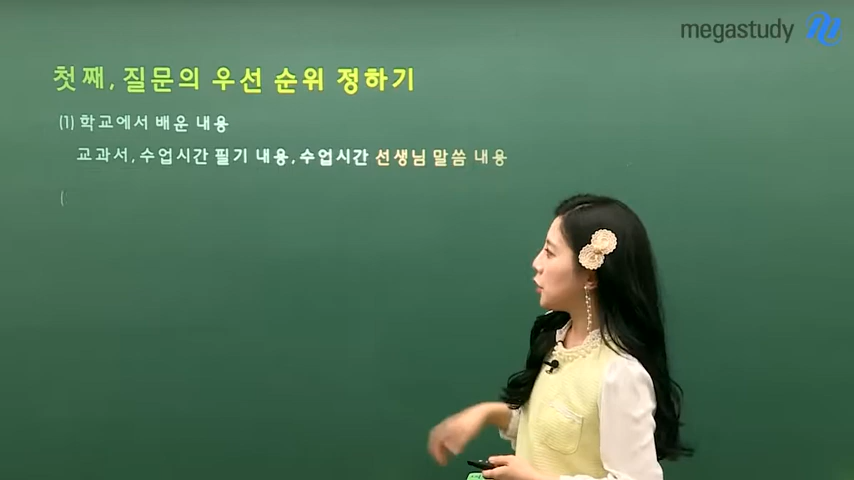 megastudy
첫째, 질문의 우선 순위 정하기
(1) 학교에서 배운 내용
교과서, 수업시간 필기 내용, 수업시간 선생님 말씀 내용
(